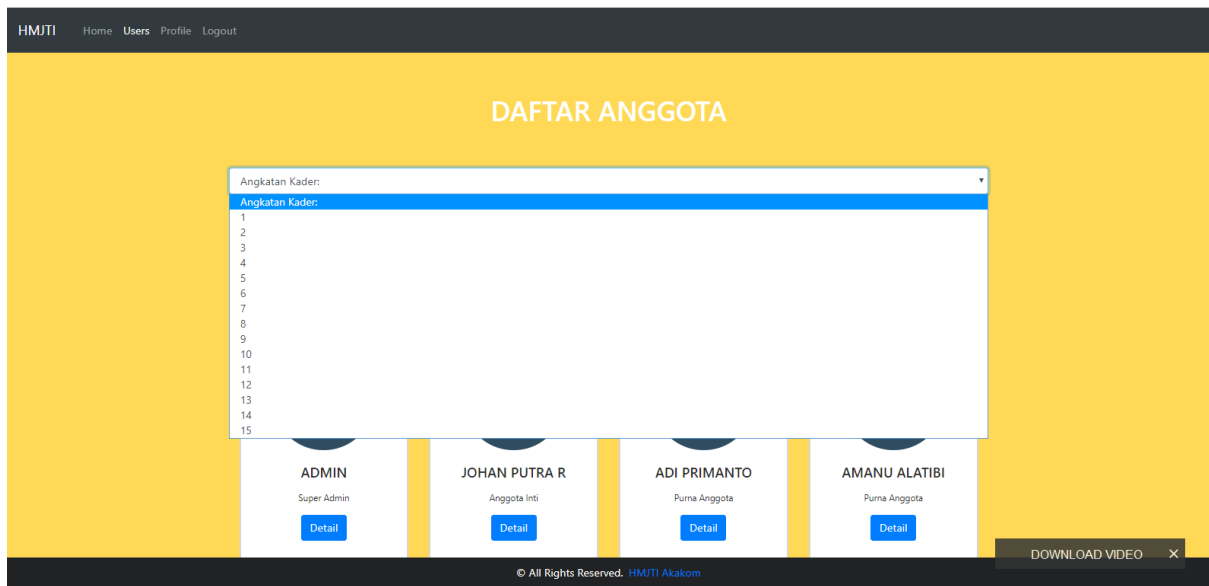 HMJTI Home Users Profile Logout
DAFTAR ANGGOTA
Angkatan Kader:
Angkatan Kader:
1
2
3
4
5
6
7
8
9
10
11
12
13
14
15
ADMIN JOHAN PUTRA R ADI PRIMANTO AMANU ALATIBI
Super Admin Anggota Inti Purna Anggota Purna Anggota
Detail Detail Detail Detail
DOWNLOAD VIDEO ×
© All Rights Reserved. HMJTI Akakom